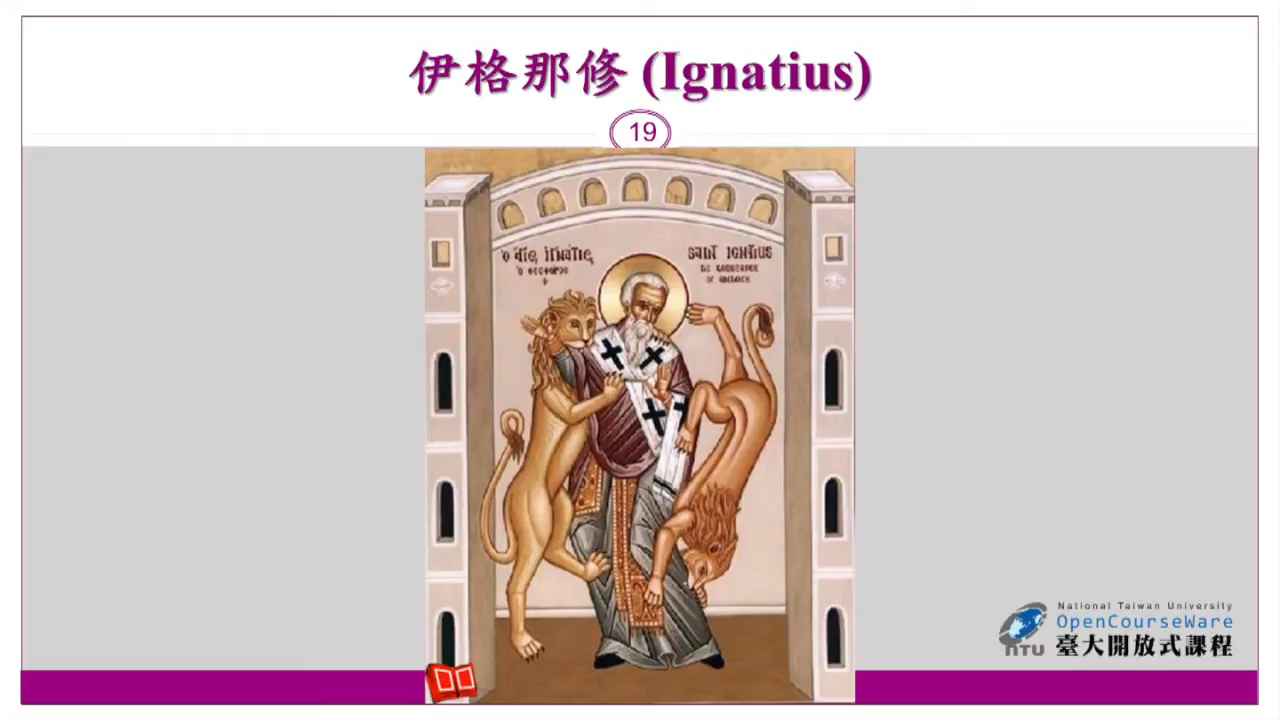 伊格那修 (Ignatius)
19
SAINT IGNATIUS
National Taiwan University
OpenCourseWare
NTU
臺大開放式課程